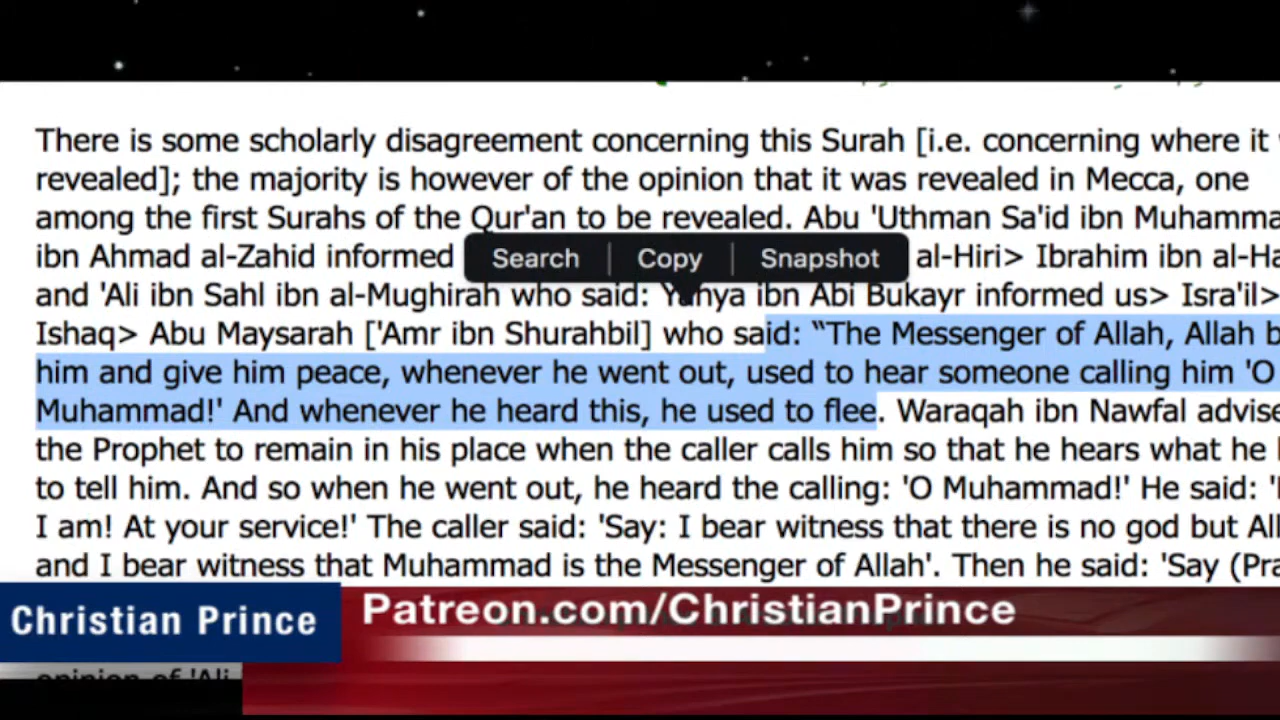 There is some scholarly disagreement concerning this Surah [i.e. concerning where it
revealed]; the majority is however of the opinion that it was revealed in Mecca, one
among the first Surahs of the Qur'an to be revealed. Abu 'Uthman Sa'id ibn Muhamma
ibn Ahmad al-Zahid informed
Search Copy Snapshot
al-Hiri> Ibrahim ibn al-Ha
and 'Ali ibn Sahl ibn al-Mughirah who said: Yahya ibn Abi Bukayr informed us> Isra'il>
Ishaq> Abu Maysarah ['Amr ibn Shurahbil] who said: “The Messenger of Allah, Allah b
him and give him peace, whenever he went out, used to hear someone calling him 'O
Muhammad!' And whenever he heard this, he used to flee. Waraqah ibn Nawfal advise
the Prophet to remain in his place when the caller calls him so that he hears what he
to tell him. And so when he went out, he heard the calling: 'O Muhammad!' He said:
I am! At your service!' The caller said: 'Say: I bear witness that there is no god but All
and I bear witness that Muhammad is the Messenger of Allah'. Then he said: 'Say (Pra
Christian Prince
Patreon.com/ChristianPrince
opinion of 'Ali